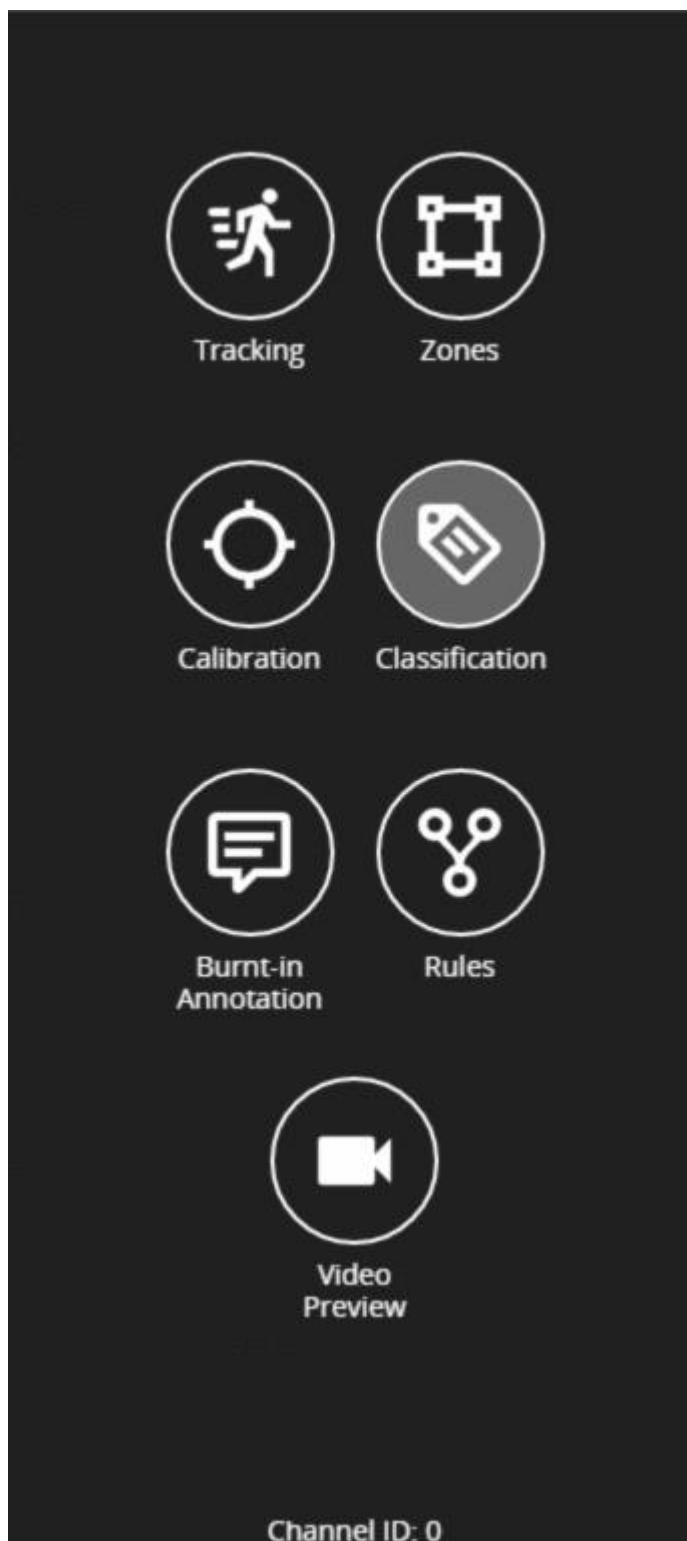 Tracking
Zones
Calibration
Classification
Burnt-in
Annotation
Rules
Video
Preview
Channel ID: 0